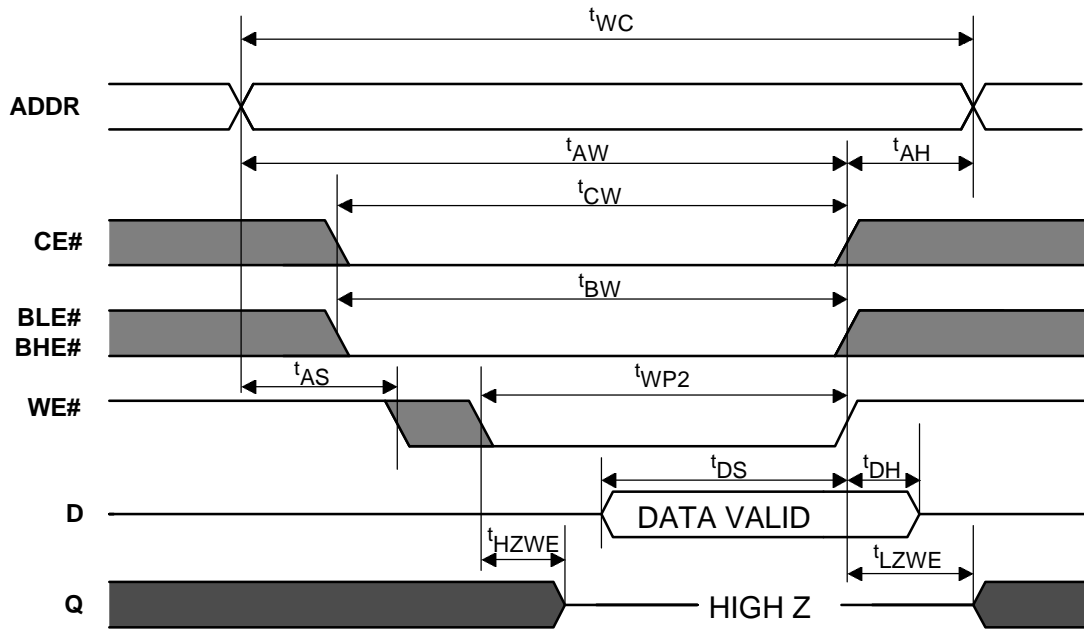 tWC
ADDR
tAW
tAH
tCW
CE#
tBW
BLE#
BHE#
tAS
tWP2
WE#
tDS
tDH
D
DATA VALID
tHZWE
tLZWE
Q
HIGH Z